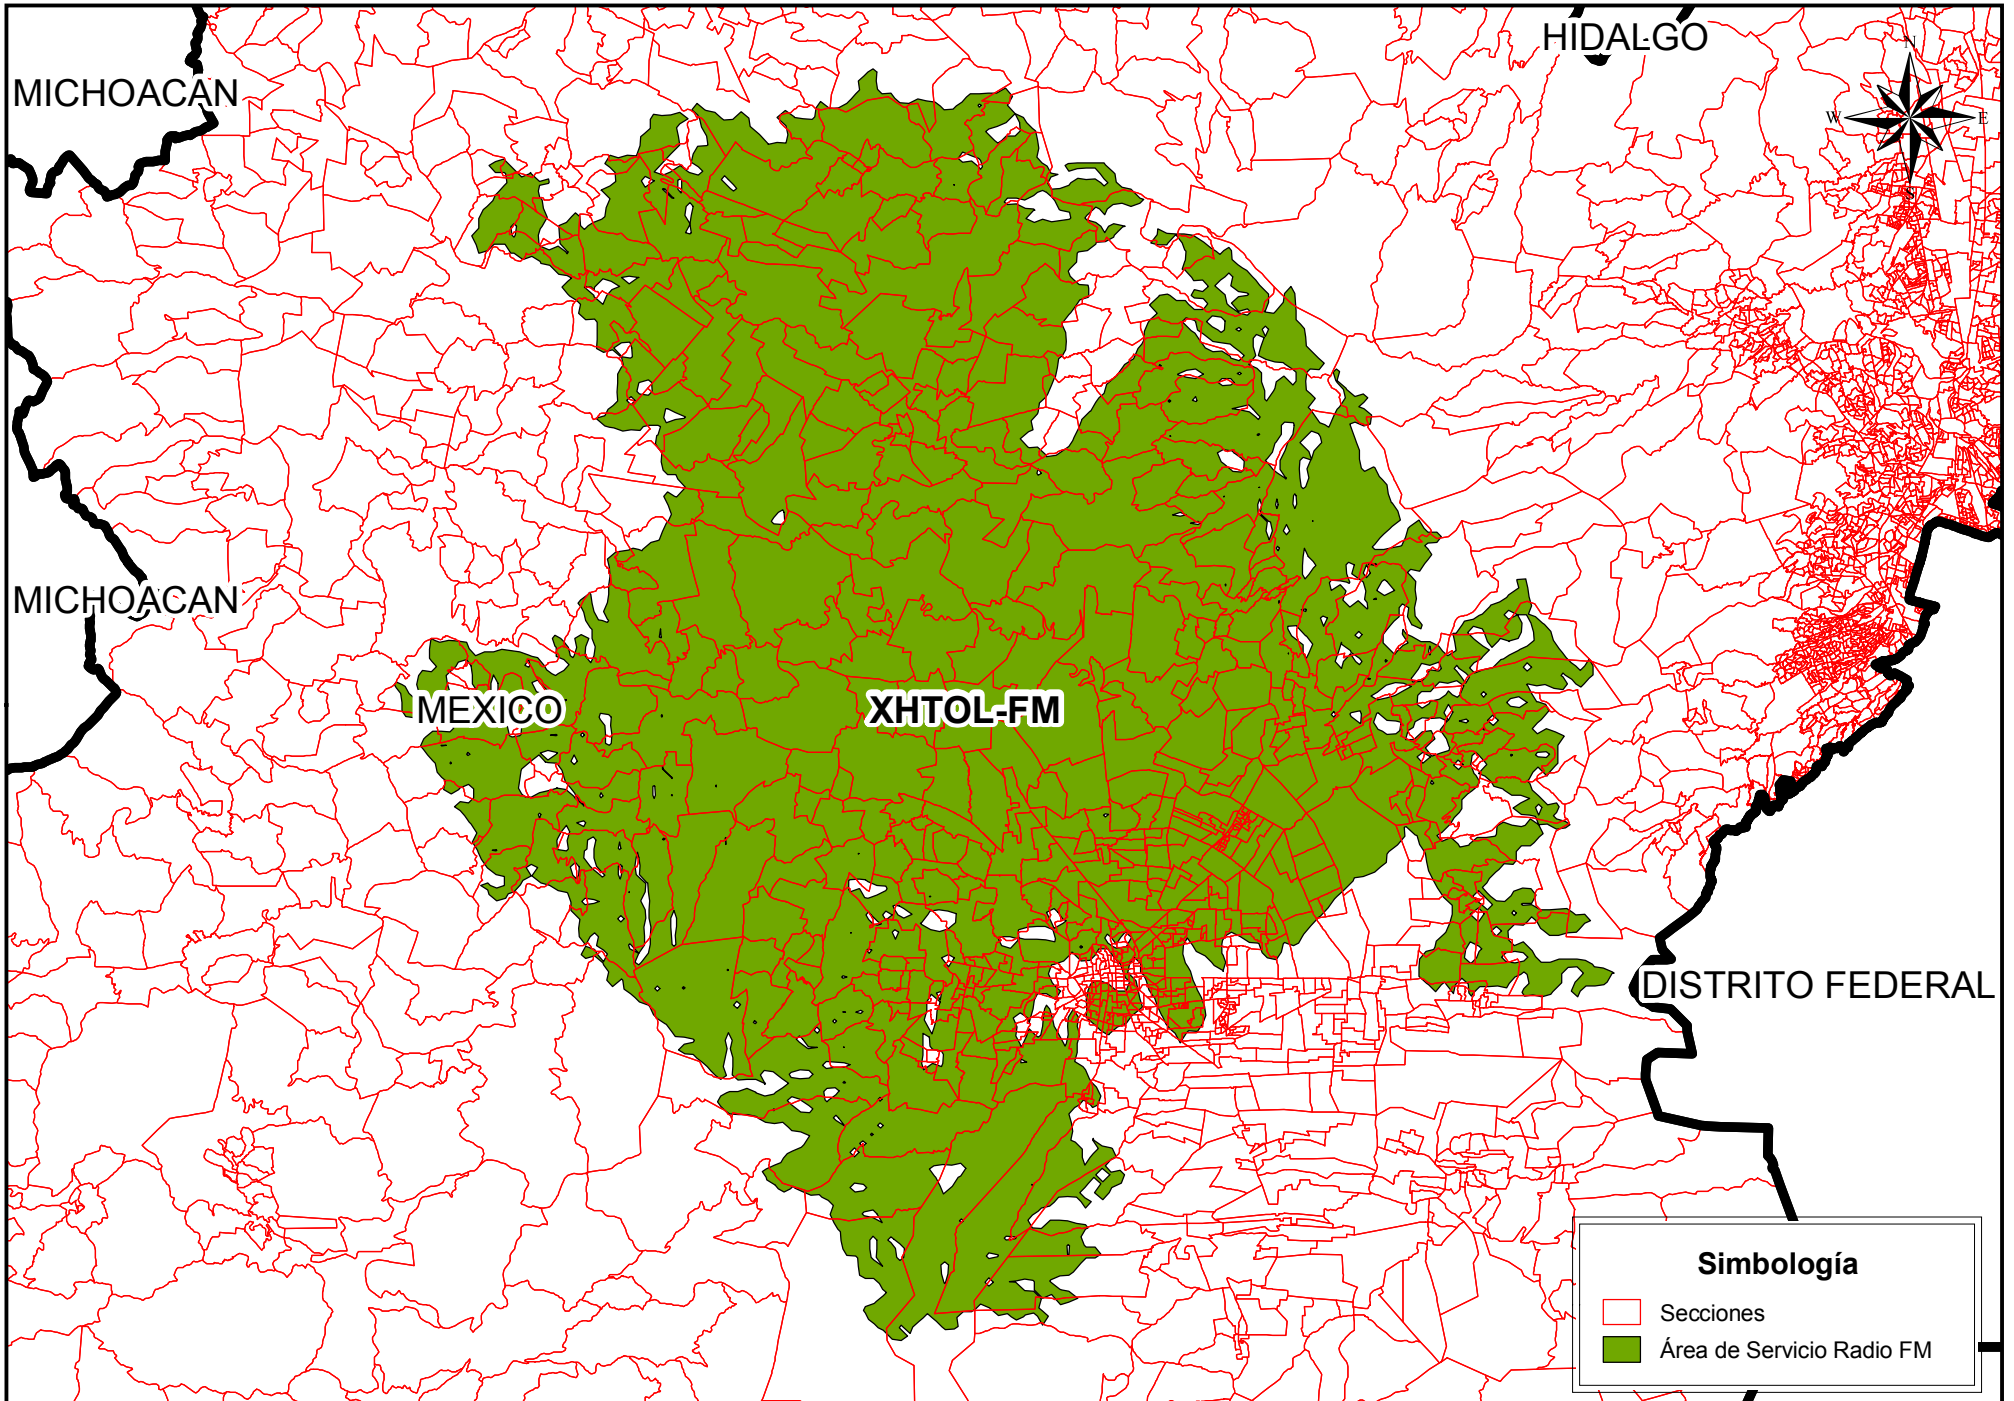 HIDALGO
N
MICHOACAN
W
E
S
MICHOACAN
MEXICO
XHTOL-FM
DISTRITO FEDERAL
Simbología
Secciones
Área de Servicio Radio FM